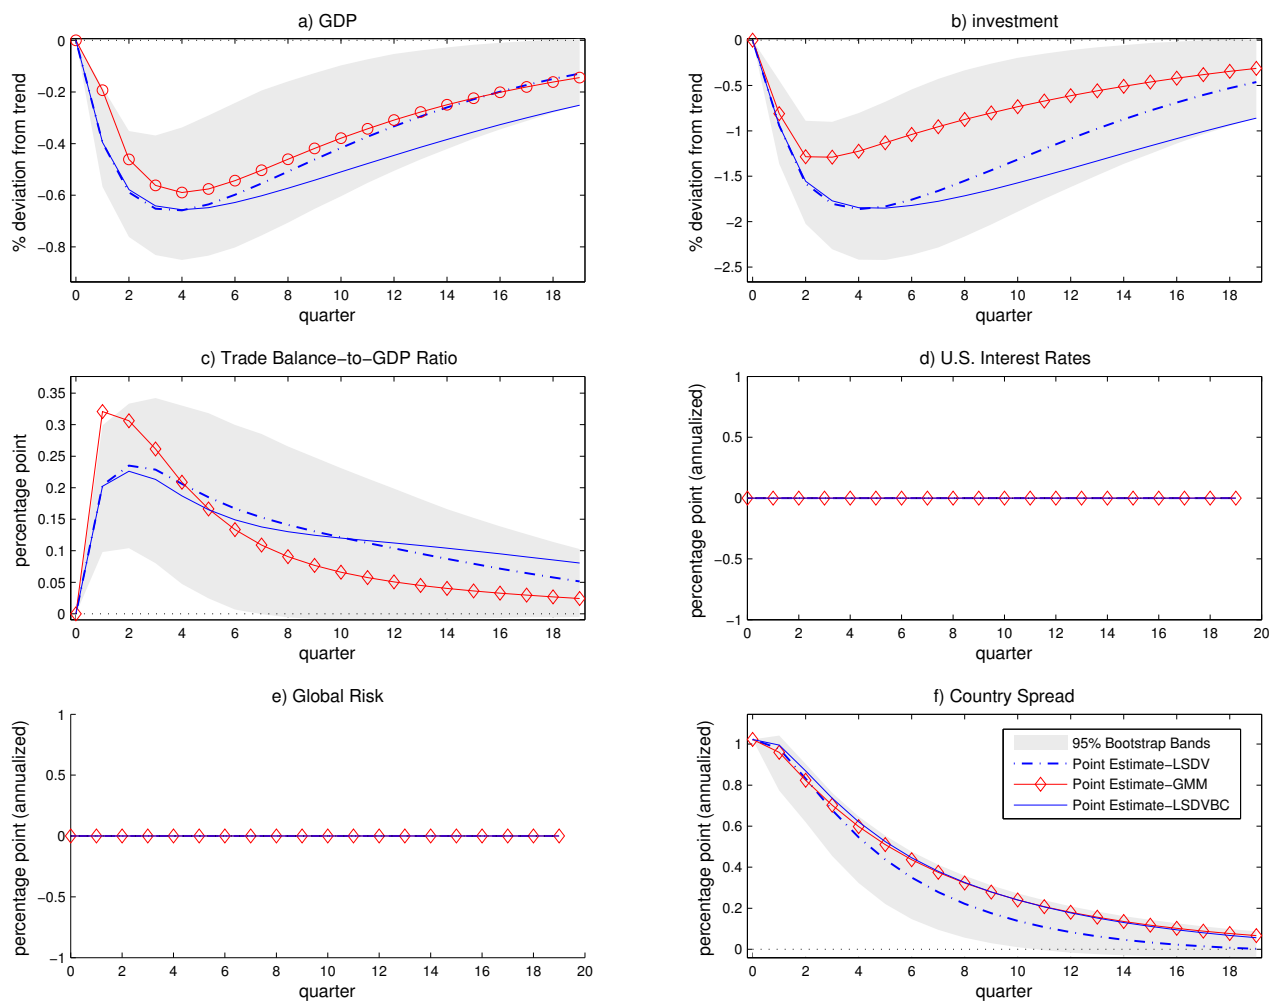 a) GDP
0
−0.2
−0.4
−0.6
−0.8
% deviation from trend
0 2 4 6 8 10 12 14 16 18
quarter
b) investment
0
−0.5
−1
−1.5
−2
−2.5
% deviation from trend
0 2 4 6 8 10 12 14 16 18
quarter
c) Trade Balance−to−GDP Ratio
0.35
0.3
0.25
0.2
0.15
0.1
0.05
0
percentage point
0 2 4 6 8 10 12 14 16 18
quarter
d) U.S. Interest Rates
1
0.5
0
−0.5
−1
percentage point (annualized)
0 2 4 6 8 10 12 14 16 18 20
quarter
e) Global Risk
1
0.5
0
−0.5
−1
percentage point (annualized)
0 2 4 6 8 10 12 14 16 18 20
quarter
f) Country Spread
1
0.8
0.6
0.4
0.2
0
percentage point (annualized)
95% Bootstrap Bands
Point Estimate−LSDV
Point Estimate−GMM
Point Estimate−LSDVBC
0 2 4 6 8 10 12 14 16 18
quarter